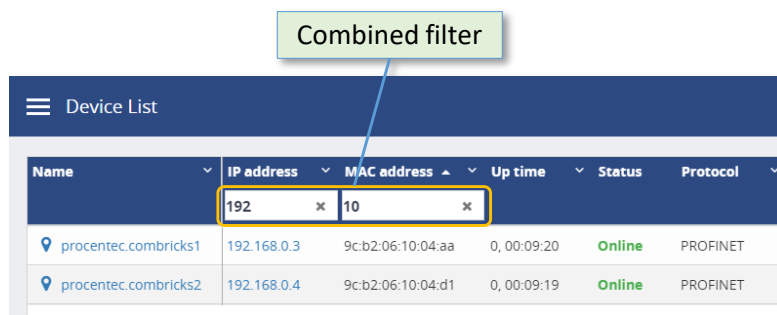 Combined filter
Device List
Name IP address MAC address Up time Status Protocol
192 10
procentec.combricks1 192.168.0.3 9c:b2:06:10:04:aa 0, 00:09:20 Online PROFINET
procentec.combricks2 192.168.0.4 9c:b2:06:10:04:d1 0, 00:09:19 Online PROFINET